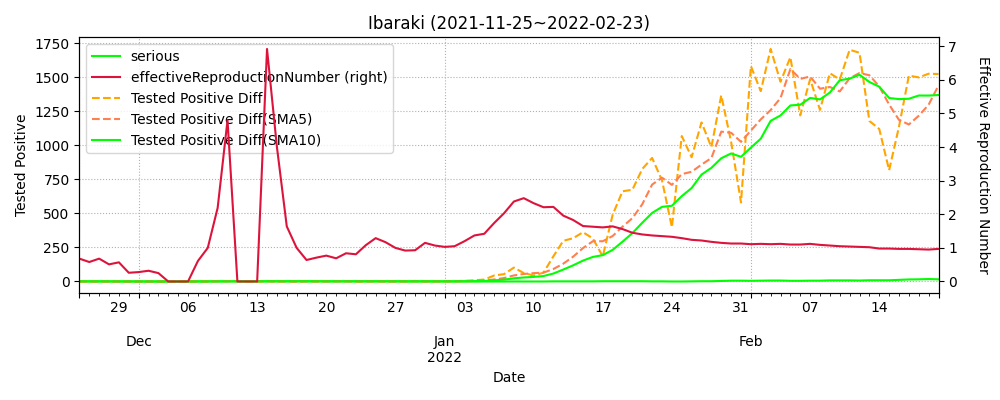 Ibaraki (2021-11-25~2022-02-23)
serious
effectiveReproductionNumber (right)
Tested Positive Diff
Tested Positive Diff(SMA5)
Tested Positive Diff(SMA10)
Tested Positive
1750
1500
1250
1000
750
500
250
0
7
6
5
4
3
2
1
0
Effective Reproduction Number
29 06 13 20 27 03 10 17 24 31 07 14
Dec Jan Feb
2022
Date